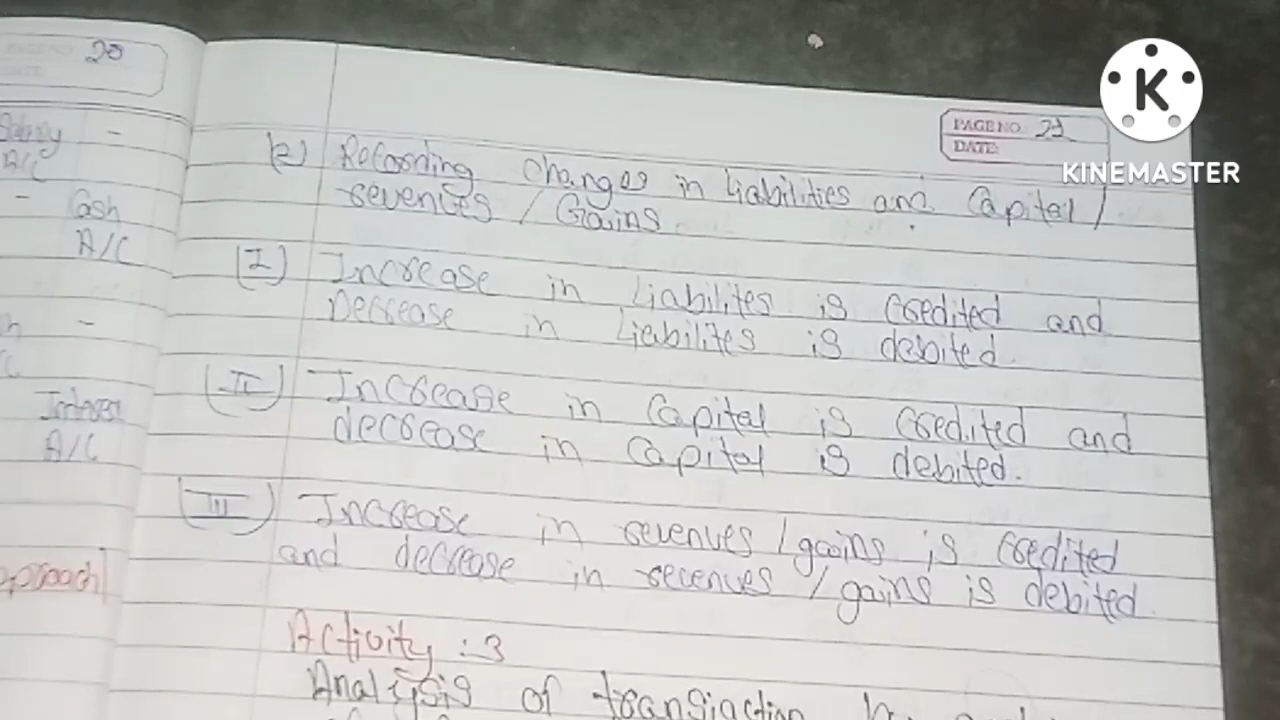 20
Salary -
A/C
- Cash
A/C
A/C
proach
PAGE NO. 21
DATE:
K
KINEMASTER
(2) Recording changes in Liabilities and Capital /
revenues / Gains.
(I) Increase in Liabilites is credited and
Decrease in Liabilites is debited.
(II) Increase in Capital is credited and
decrease in Capital is debited.
(III) Increase in revenues / gains is credited
and decrease in revenues / gains is debited.
Activity :3
Analysis of